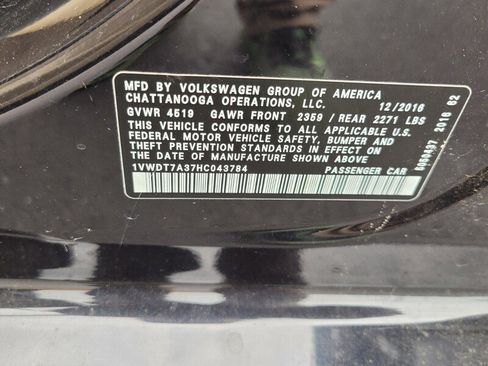 MFD BY VOLKSWAGEN GROUP OF AMERICA
CHATTANOOGA OPERATIONS, LLC. 12/2016
GVWR 4519 GAWR FRONT 2359 / REAR 2271 LBS
THIS VEHICLE CONFORMS TO ALL APPLICABLE U.S.
FEDERAL MOTOR VEHICLE SAFETY, BUMPER AND
THEFT PREVENTION STANDARDS IN EFFECT ON THE
DATE OF MANUFACTURE SHOWN ABOVE.
1VWDT7A37HC043784 PASSENGER CAR
2016 62